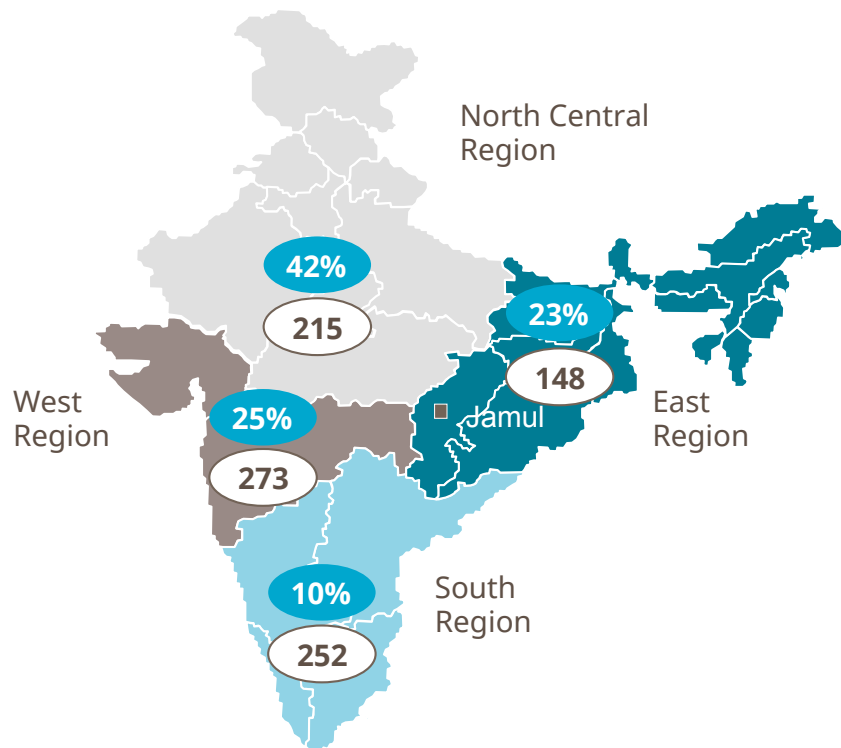 North Central
Region
42%
215
23%
148
West
Region
25%
273
Jamul
East
Region
10%
252
South
Region